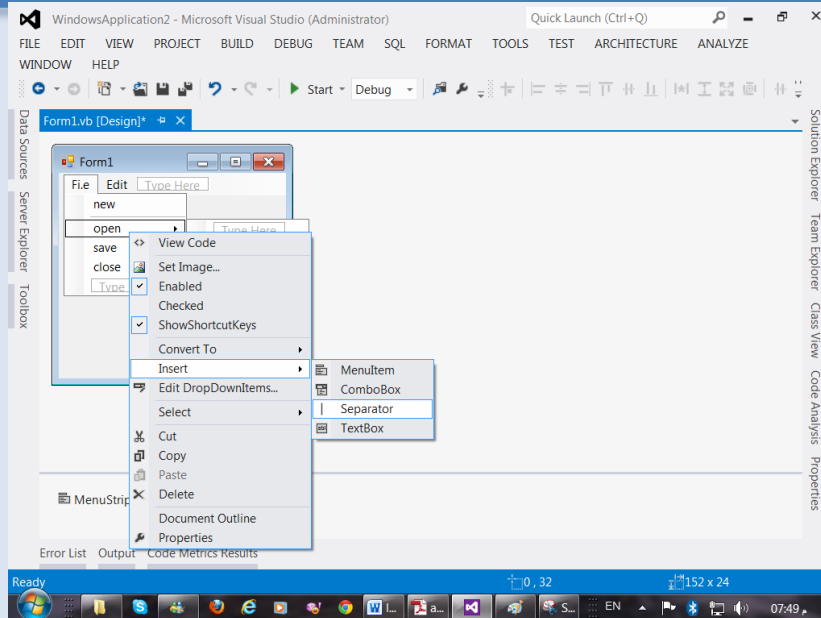 WindowsApplication2 - Microsoft Visual Studio (Administrator)
Quick Launch (Ctrl+Q)
FILE EDIT VIEW PROJECT BUILD DEBUG TEAM SQL FORMAT TOOLS TEST ARCHITECTURE ANALYZE
WINDOW HELP
Start Debug
Data Sources
Server Explorer
Toolbox
Form1.vb [Design]*
Form1
File Edit Type Here
new
open Type Here
save
close
Type
View Code
Set Image...
Enabled
Checked
ShowShortcutKeys
Convert To
Insert
Edit DropDownItems...
Select
Cut
Copy
Paste
Delete
Document Outline
Properties
MenuItem
ComboBox
Separator
TextBox
MenuStrip
Solution Explorer
Team Explorer
Class View
Code Analysis
Properties
Error List Output Code Metrics Results
Ready 0 , 32 152 x 24
L... a... S... EN 07:49 م